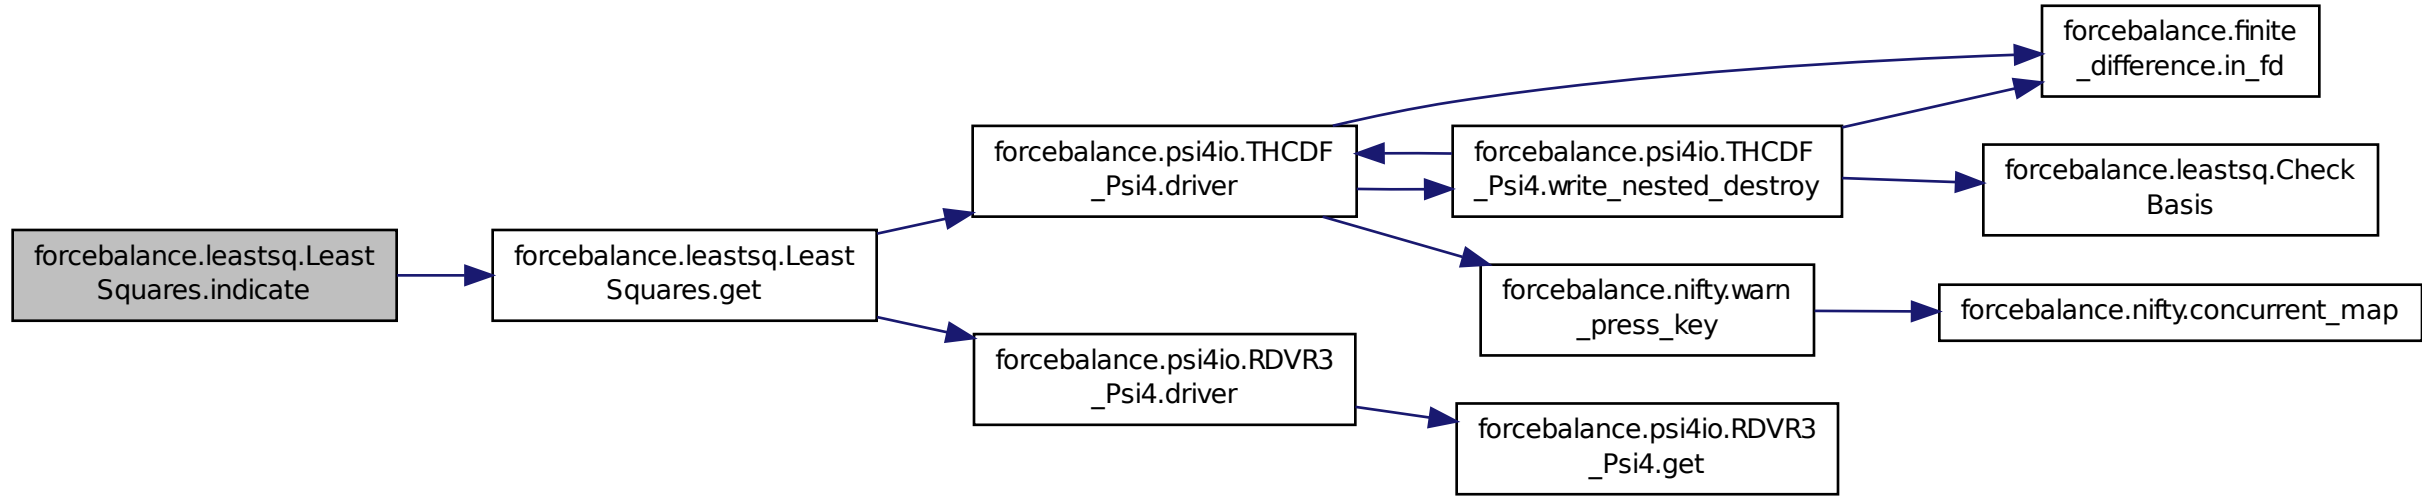 forcebalance.leastsq.Least
Squares.indicate
forcebalance.leastsq.Least
Squares.get
forcebalance.psi4io.THCDF
_Psi4.driver
forcebalance.finite
_difference.in_fd
forcebalance.psi4io.THCDF
_Psi4.write_nested_destroy
forcebalance.leastsq.Check
Basis
forcebalance.nifty.warn
_press_key
forcebalance.nifty.concurrent_map
forcebalance.psi4io.RDVR3
_Psi4.driver
forcebalance.psi4io.RDVR3
_Psi4.get